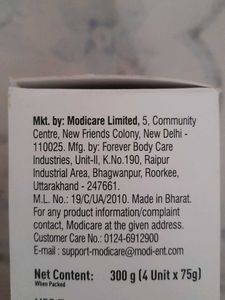 Mkt. by: Modicare Limited, 5, Community
Centre, New Friends Colony, New Delhi -
110025. Mfg. by: Forever Body Care
Industries, Unit-II, K.No.190, Raipur
Industrial Area, Bhagwanpur, Roorkee,
Uttarakhand - 247661.
M.L. No.: 19/C/UA/2010. Made in Bharat.
For any product information/complaint
contact, Modicare at the given address.
Customer Care No.: 0124-6912900
E-mail : support-modicare@modi-ent.com
Net Content: 300 g (4 Unit x 75g)
When Packed